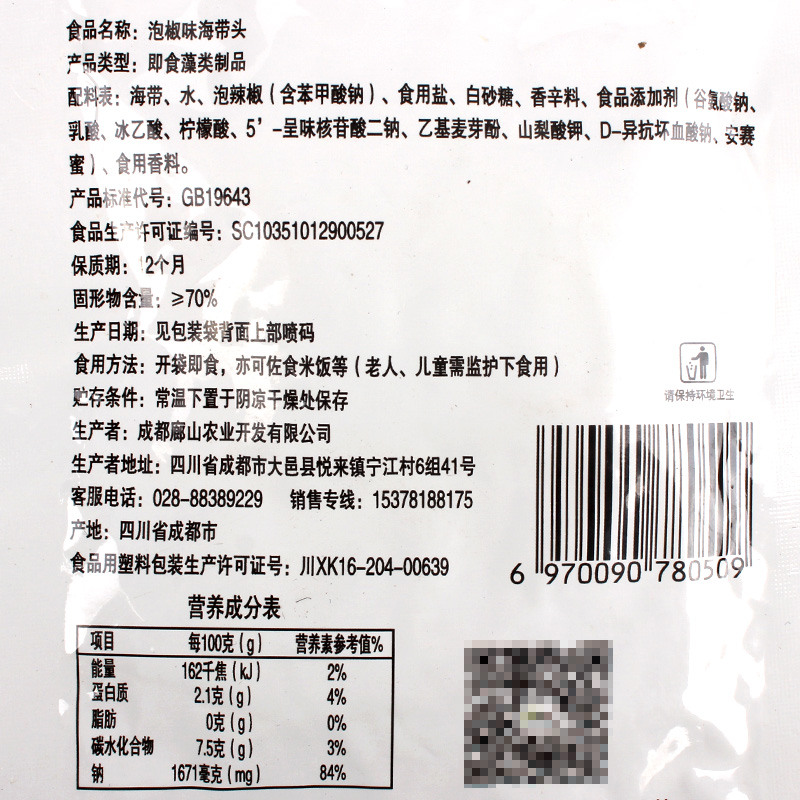 食品名称：泡椒味海带头
产品类型：即食藻类制品
配料表：海带、水、泡辣椒（含苯甲酸钠）、食用盐、白砂糖、香辛料、食品添加剂（谷氨酸钠、
乳酸、冰乙酸、柠檬酸、5’-呈味核苷酸二钠、乙基麦芽酚、山梨酸钾、D-异抗坏血酸钠、安赛
蜜）、食用香料。
产品标准代号：GB19643
食品生产许可证编号：SC10351012900527
保质期：12个月
固形物含量：≥70%
生产日期：见包装袋背面上部喷码
食用方法：开袋即食，亦可佐食米饭等（老人、儿童需监护下食用）
贮存条件：常温下置于阴凉干燥处保存
请保持环境卫生
生产者：成都廊山农业开发有限公司
生产者地址：四川省成都市大邑县悦来镇宁江村6组41号
客服电话：028-88389229 销售专线：15378188175
产地：四川省成都市
食品用塑料包装生产许可证号：川XK16-204-00639
6 970090 780509
营养成分表
项目 每100克（g） 营养素参考值%
能量 162千焦（kJ） 2%
蛋白质 2.1克（g） 4%
脂肪 0克（g） 0%
碳水化合物 7.5克（g） 3%
钠 1671毫克（mg） 84%